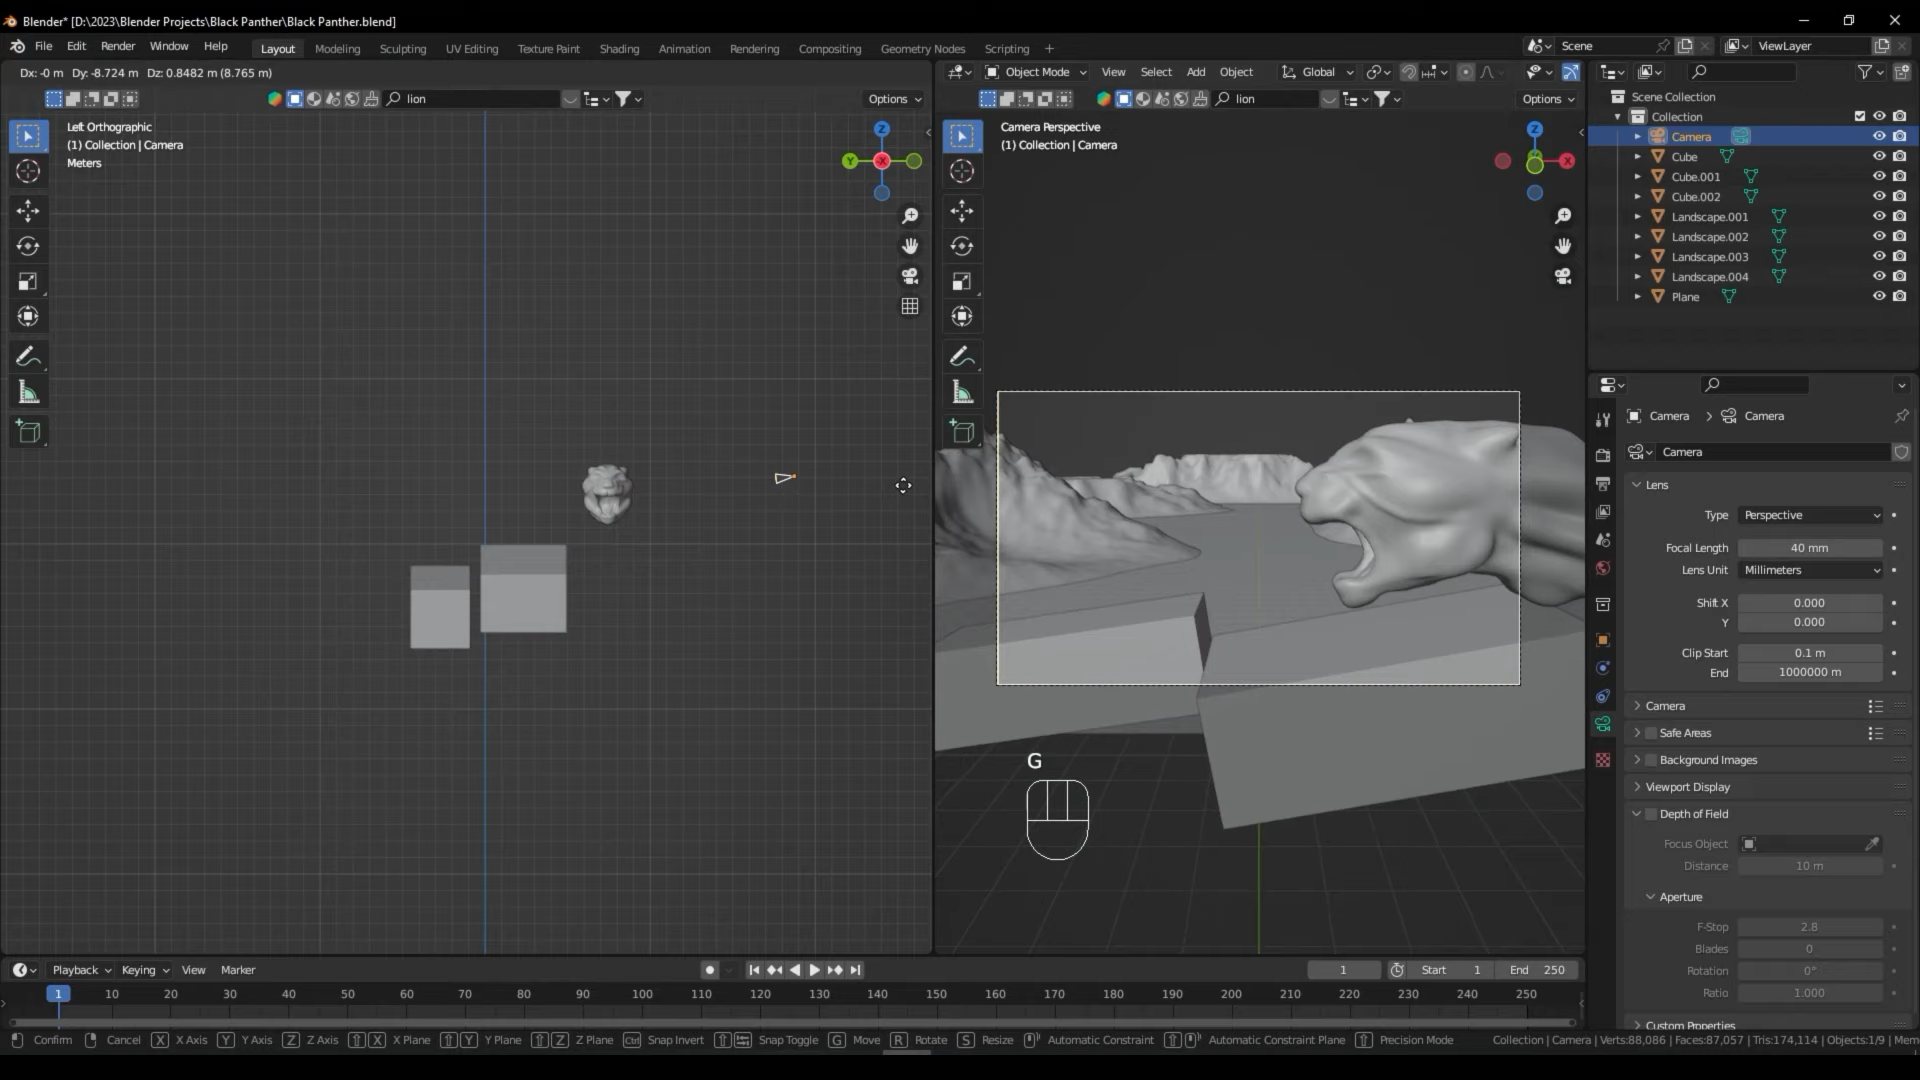 Blender* [D:\2023\Blender Projects\Black Panther\Black Panther.blend]
File Edit Render Window Help Layout Modeling Sculpting UV Editing Texture Paint Shading Animation Rendering Compositing Geometry Nodes Scripting + Scene ViewLayer
Dx: -0 m Dy: -8.724 m Dz: 0.8482 m (8.765 m) Object Mode View Select Add Object Global
lion Options lion Options
Scene Collection
Collection
Camera
Cube
Cube.001
Cube.002
Landscape.001
Landscape.002
Landscape.003
Landscape.004
Plane
Left Orthographic
(1) Collection | Camera
Meters
Z
Y
X
Camera Perspective
(1) Collection | Camera
Z
X
G
Camera > Camera
Camera
Lens
Type Perspective
Focal Length 40 mm
Lens Unit Millimeters
Shift X 0.000
Y 0.000
Clip Start 0.1 m
End 1000000 m
Camera
Safe Areas
Background Images
Viewport Display
Depth of Field
Focus Object
Distance 10 m
Aperture
F-Stop 2.8
Blades 0
Rotation 0°
Ratio 1.000
Custom Properties
Playback Keying View Marker 1 Start 1 End 250
1 10 20 30 40 50 60 70 80 90 100 110 120 130 140 150 160 170 180 190 200 210 220 230 240 250
Confirm Cancel X X Axis Y Y Axis Z Z Axis X X Plane Y Y Plane Z Z Plane Ctrl Snap Invert Snap Toggle G Move R Rotate S Resize Automatic Constraint Automatic Constraint Plane Precision Mode Collection | Camera | Verts:88,086 | Faces:87,057 | Tris:174,114 | Objects:1/9 | Mem